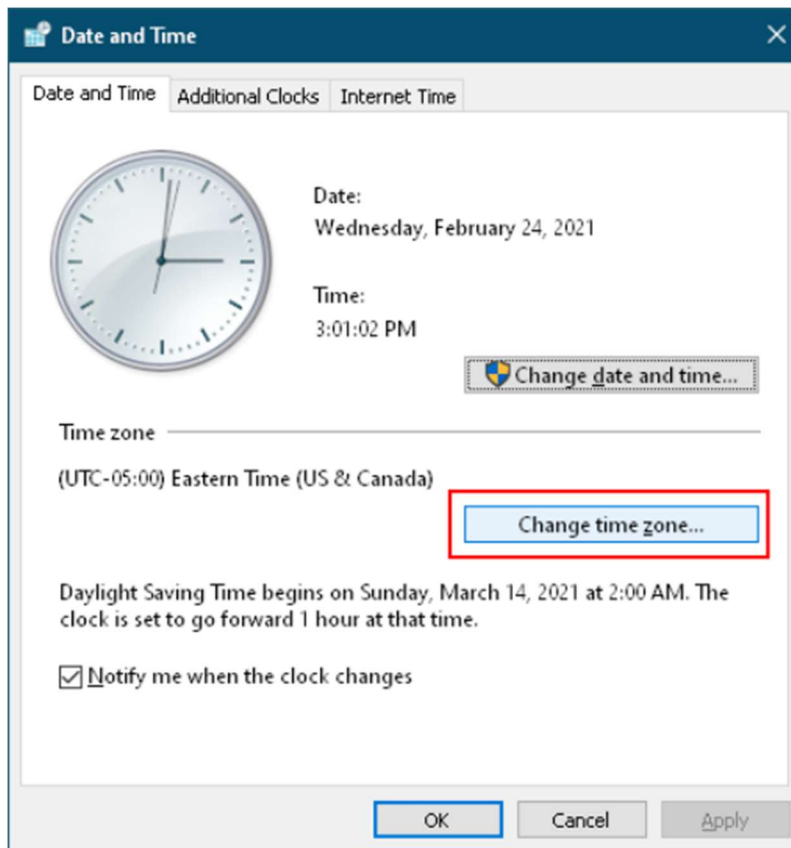 Date and Time
Date and Time
Additional Clocks
Internet Time
Date:
Wednesday, February 24, 2021
Time:
3:01:02 PM
Change date and time...
Time zone
(UTC-05:00) Eastern Time (US & Canada)
Change time zone...
Daylight Saving Time begins on Sunday, March 14, 2021 at 2:00 AM. The
clock is set to go forward 1 hour at that time.
Notify me when the clock changes
OK
Cancel
Apply